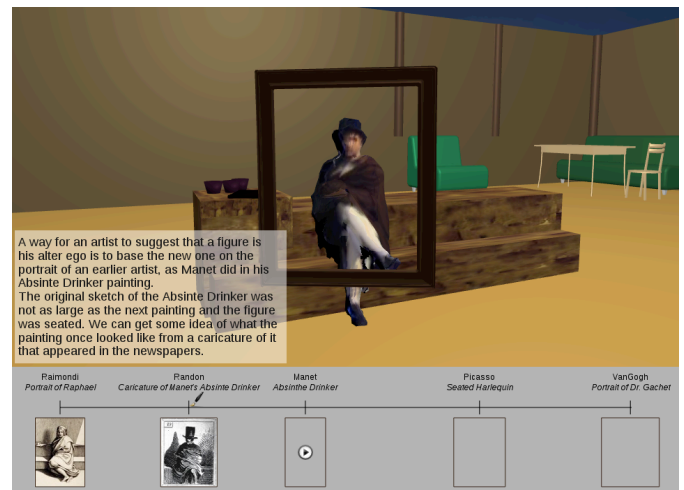 A way for an artist to suggest that a figure is
his alter ego is to base the new one on the
portrait of an earlier artist, as Manet did in his
Absinte Drinker painting.
The original sketch of the Absinte Drinker was
not as large as the next painting and the figure
was seated. We can get some idea of what the
painting once looked like from a caricature of it
that appeared in the newspapers.
Raimondi
Portrait of Raphael
Randon
Caricature of Manet's Absinte Drinker
Manet
Absinthe Drinker
Picasso
Seated Harlequin
VanGogh
Portrait of Dr. Gachet